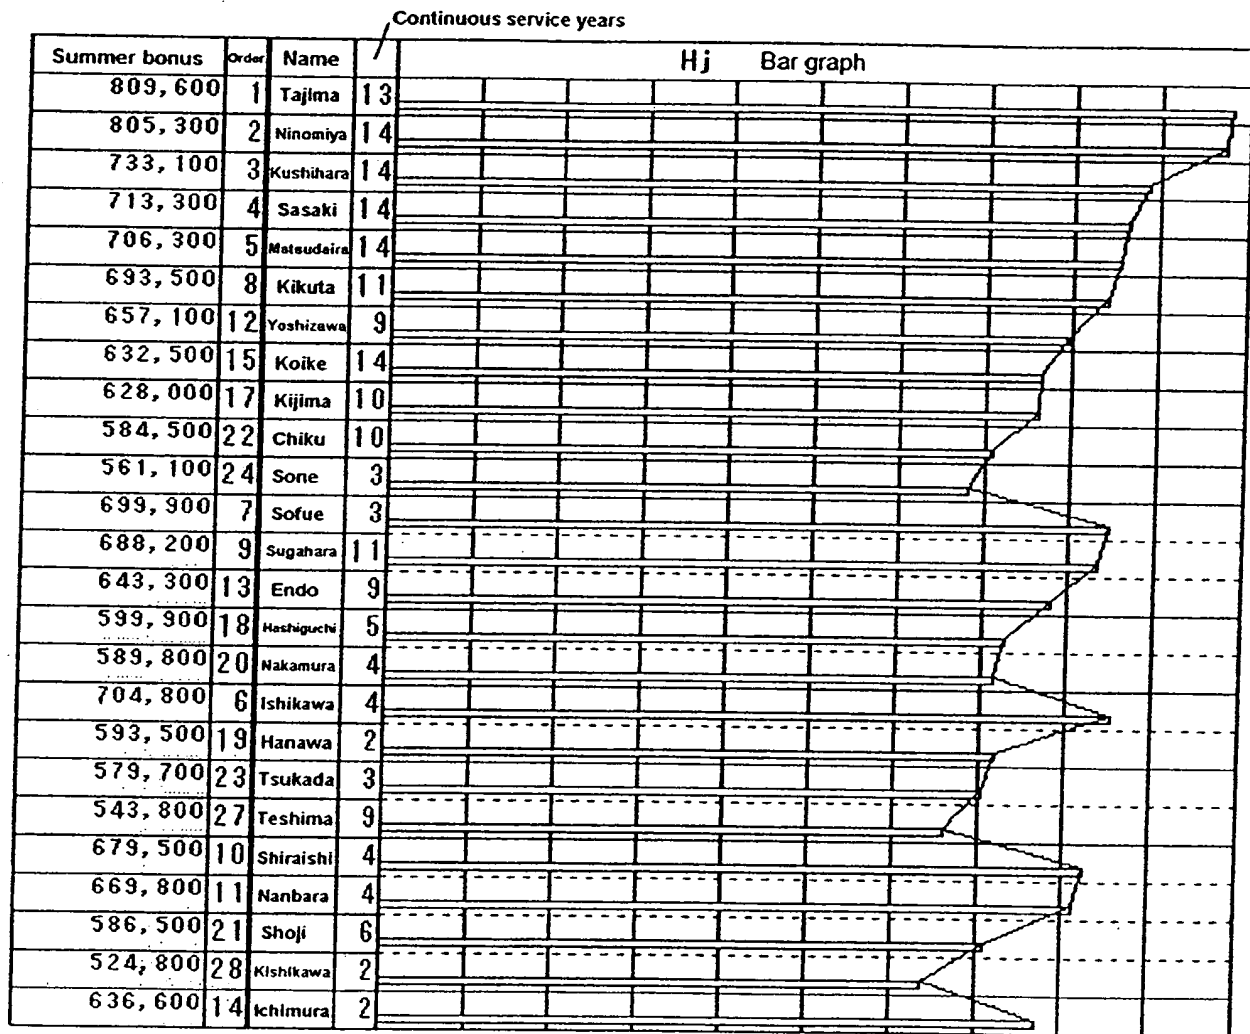 Continuous service years
Summer bonus Order Name Hj Bar graph
809,600 1 Tajima 13
805,300 2 Ninomiya 14
733,100 3 Kushihara 14
713,300 4 Sasaki 14
706,300 5 Matsudaira 14
693,500 8 Kikuta 11
657,100 12 Yoshizawa 9
632,500 15 Koike 14
628,000 17 Kijima 10
584,500 22 Chiku 10
561,100 24 Sone 3
699,900 7 Sofue 3
688,200 9 Sugahara 11
643,300 13 Endo 9
599,900 18 Hashiguchi 5
589,800 20 Nakamura 4
704,800 6 Ishikawa 4
593,500 19 Hanawa 2
579,700 23 Tsukada 3
543,800 27 Teshima 9
679,500 10 Shiraishi 4
669,800 11 Nanbara 4
586,500 21 Shoji 6
524,800 28 Kishikawa 2
636,600 14 Ichimura 2